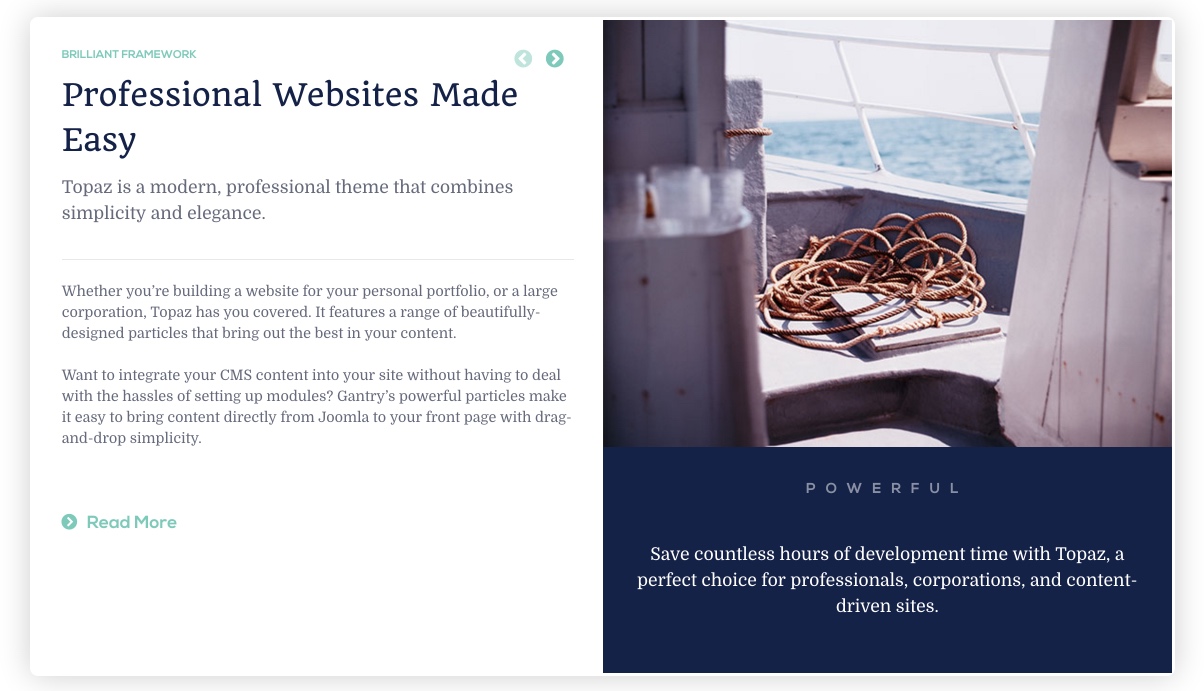 BRILLIANT FRAMEWORK
Professional Websites Made
Easy
Topaz is a modern, professional theme that combines
simplicity and elegance.
Whether you’re building a website for your personal portfolio, or a large
corporation, Topaz has you covered. It features a range of beautifully-
designed particles that bring out the best in your content.
Want to integrate your CMS content into your site without having to deal
with the hassles of setting up modules? Gantry’s powerful particles make
it easy to bring content directly from Joomla to your front page with drag-
and-drop simplicity.
Read More
POWERFUL
Save countless hours of development time with Topaz, a
perfect choice for professionals, corporations, and content-
driven sites.